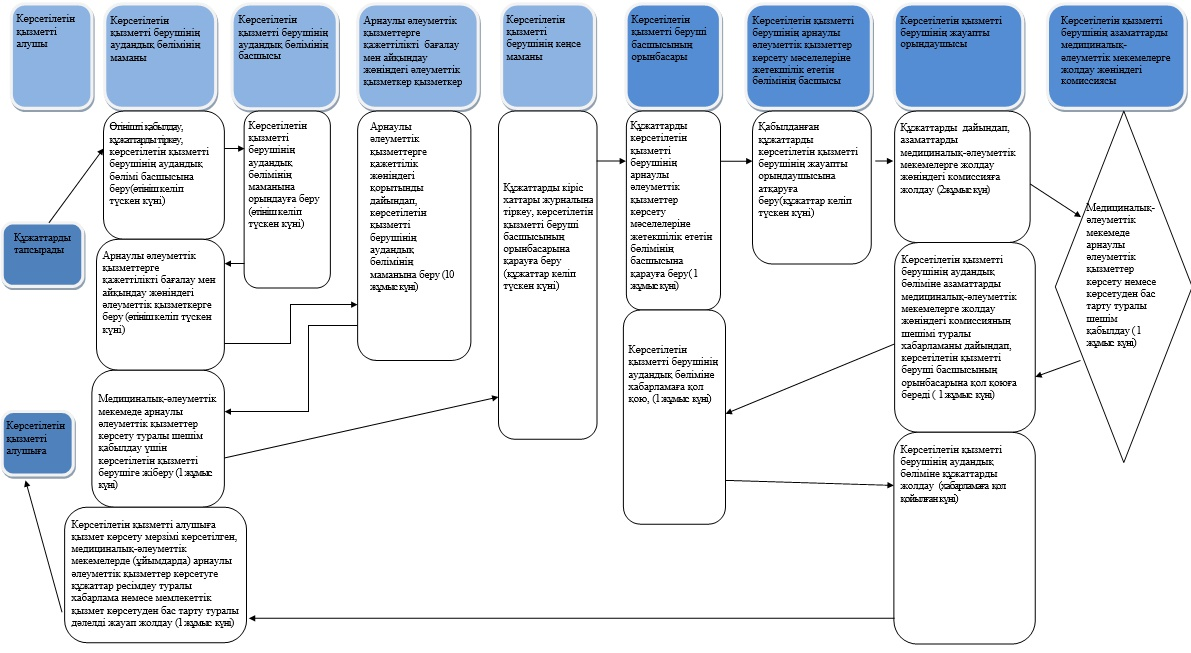 Көрсетілетін
қызметті
алушы
Көрсетілетін
қызметті берушінің
аудандық бөлімінің
маманы
Көрсетілетін
қызметті берушінің
аудандық бөлімінің
басшысы
Арнаулы әлеуметтік
қызметтерге
қажеттілікті бағалау
мен айқындау
жөніндегі әлеуметтік
қызметкер қызметкер
Көрсетілетін
қызметті
берушінің кеңсе
маманы
Көрсетілетін
қызметті беруші
басшысының
орынбасары
Көрсетілетін қызметті
берушінің арнаулы
әлеуметтік қызметтер
көрсету мәселелеріне
жетекшілік ететін
бөлімінің басшысы
Көрсетілетін қызметті
берушінің жауапты
орындаушысы
Көрсетілетін қызметті
берушінің азаматтарды
медициналық-
әлеуметтік мекемелерге
жолдау жөніндегі
комиссиясы
Құжаттарды
тапсырады
Өтінішті қабылдау,
құжаттарды тіркеу,
көрсетілетін қызметті
берушінің аудандық
бөлімі басшысына
беру(өтініш келіп
түскен күні)
Көрсетілетін
қызметті
берушінің
аудандық
бөлімінің
маманына
орындауға беру
(өтініш келіп
түскен күні)
Арнаулы әлеуметтік
қызметтерге
қажеттілікті бағалау мен
айқындау жөніндегі
әлеуметтік қызметкерге
беру (өтініш келіп түскен
күні)
Арнаулы
әлеуметтік
қызметтерге
қажеттілік
жөніндегі
қорытынды
дайындап,
көрсетілетін
қызметті
берушінің
аудандық
бөлімінің
маманына беру (10
жұмыс күні)
Медициналық-әлеуметтік
мекемеде арнаулы
әлеуметтік қызметтер
көрсету туралы шешім
қабылдау үшін
көрсетілетін қызметті
берушіге жіберу (1 жұмыс
күні)
Құжаттарды кіріс
хаттары журналына
тіркеу, көрсетілетін
қызметті беруші
басшысының
орынбасарына
қарауға беру
(құжаттар келіп
түскен күні)
Құжаттарды
көрсетілетін
қызметті
берушінің
арнаулы
әлеуметтік
қызметтер
көрсету
мәселелеріне
жетекшілік ететін
бөлімінің
басшысына
қарауға беру( 1
жұмыс күні)
Қабылданған
құжаттарды
көрсетілетін қызметті
берушінің жауапты
орындаушысына
атқаруға
беру(құжаттар келіп
түскен күні)
Құжаттарды дайындап,
азаматтарды
медициналық-әлеуметтік
мекемелерге жолдау
жөніндегі комиссияға
жолдау (2жұмыс күн)
Медициналық-
әлеуметтік
мекемеде
арнаулы
әлеуметтік
қызметтер
көрсету немесе
көрсетуден бас
тарту туралы
шешім
қабылдау ( 1
жұмыс күні)
Көрсетілетін қызметті
берушінің аудандық
бөліміне азаматтарды
медициналық-әлеуметтік
мекемелерге жолдау
жөніндегі комиссияның
шешімі туралы
хабарламаны дайындап,
көрсетілетін қызметті
беруші басшысының
орынбасарына қол қоюға
береді ( 1 жұмыс күні)
Көрсетілетін
қызметті берушінің
аудандық бөліміне
хабарламаға қол
қою, (1 жұмыс күні)
Көрсетілетін қызметті
берушінің аудандық
бөліміне құжаттарды
жолдау (хабарламаға қол
қойылған күні)
Көрсетілетін қызметті алушыға
қызмет көрсету мерзімі көрсетілген,
медициналық-әлеуметтік
мекемелерде (ұйымдарда) арнаулы
әлеуметтік қызметтер көрсетуге
құжаттар ресімдеу туралы
хабарлама немесе мемлекеттік
қызмет көрсетуден бас тарту туралы
дәлелді жауап жолдау (1 жұмыс күні)
Көрсетілетін
қызметті
алушыға